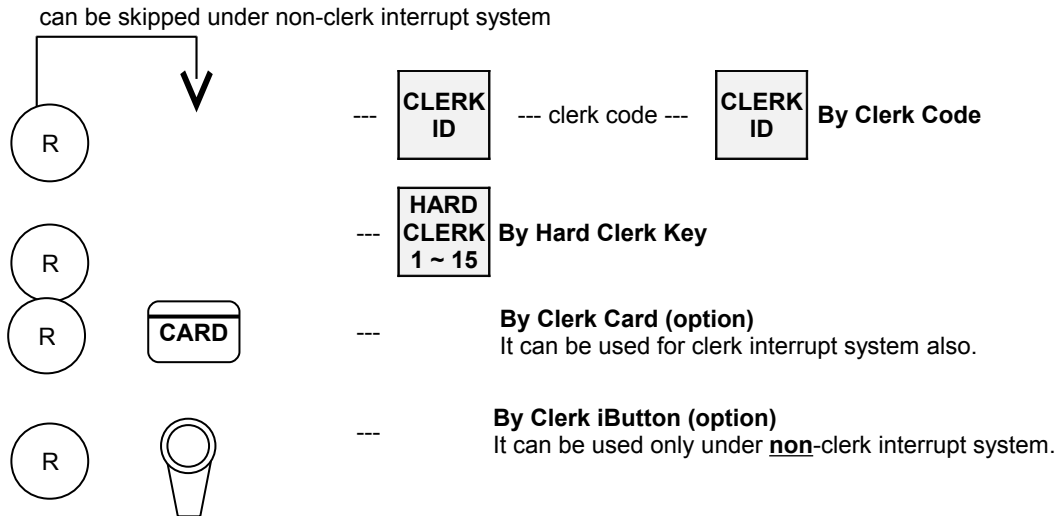 can be skipped under non-clerk interrupt system
R --- CLERK ID --- clerk code --- CLERK ID By Clerk Code
R --- HARD CLERK 1 ~ 15 By Hard Clerk Key
R CARD --- By Clerk Card (option)
It can be used for clerk interrupt system also.
R --- By Clerk iButton (option)
It can be used only under non-clerk interrupt system.